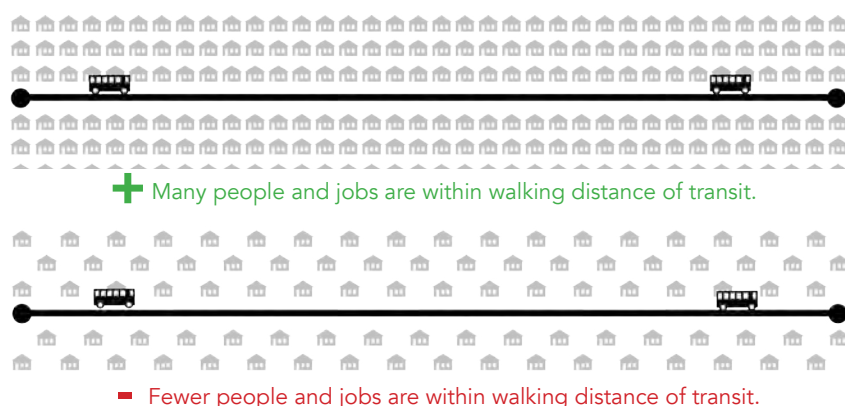 + Many people and jobs are within walking distance of transit.
- Fewer people and jobs are within walking distance of transit.